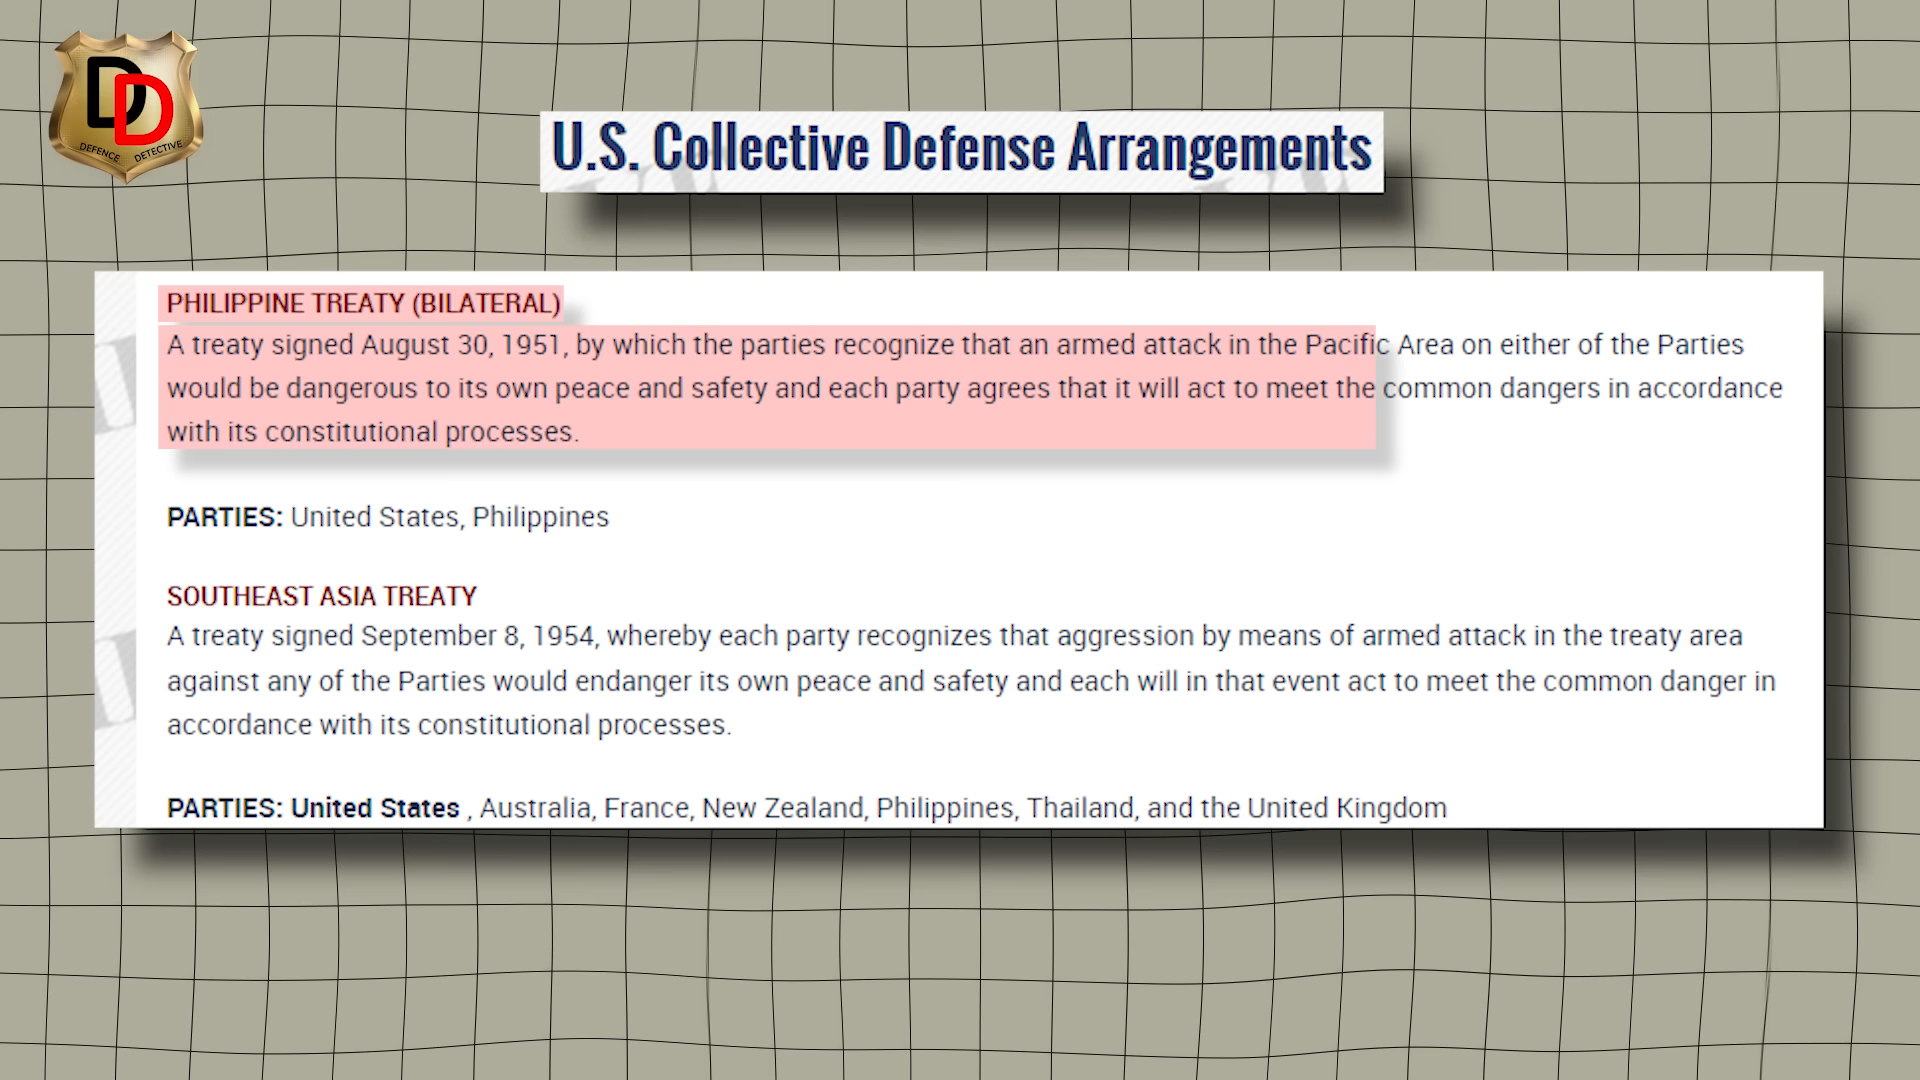 DD
DEFENCE DETECTIVE
U.S. Collective Defense Arrangements
PHILIPPINE TREATY (BILATERAL)
A treaty signed August 30, 1951, by which the parties recognize that an armed attack in the Pacific Area on either of the Parties
would be dangerous to its own peace and safety and each party agrees that it will act to meet the common dangers in accordance
with its constitutional processes.
PARTIES: United States, Philippines
SOUTHEAST ASIA TREATY
A treaty signed September 8, 1954, whereby each party recognizes that aggression by means of armed attack in the treaty area
against any of the Parties would endanger its own peace and safety and each will in that event act to meet the common danger in
accordance with its constitutional processes.
PARTIES: United States , Australia, France, New Zealand, Philippines, Thailand, and the United Kingdom